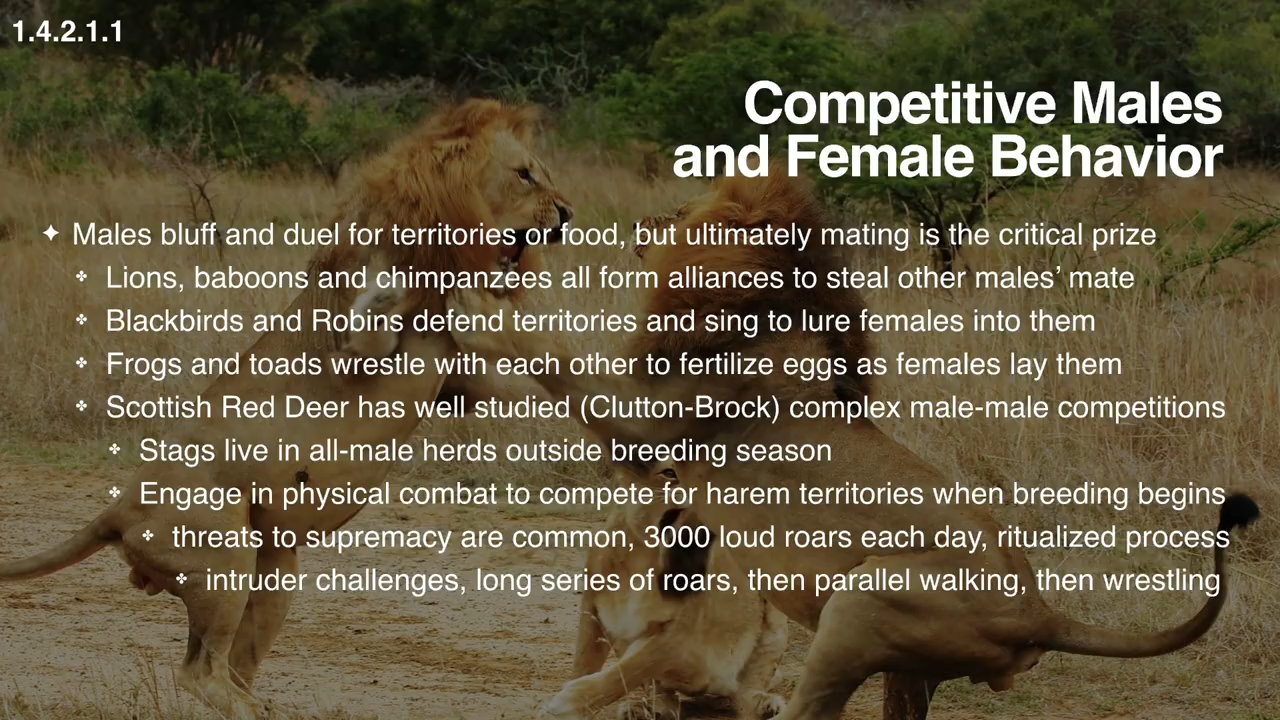 1.4.2.1.1
Competitive Males
and Female Behavior
✦ Males bluff and duel for territories or food, but ultimately mating is the critical prize
✤ Lions, baboons and chimpanzees all form alliances to steal other males’ mate
✤ Blackbirds and Robins defend territories and sing to lure females into them
✤ Frogs and toads wrestle with each other to fertilize eggs as females lay them
✤ Scottish Red Deer has well studied (Clutton-Brock) complex male-male competitions
✤ Stags live in all-male herds outside breeding season
✤ Engage in physical combat to compete for harem territories when breeding begins
✤ threats to supremacy are common, 3000 loud roars each day, ritualized process
✤ intruder challenges, long series of roars, then parallel walking, then wrestling